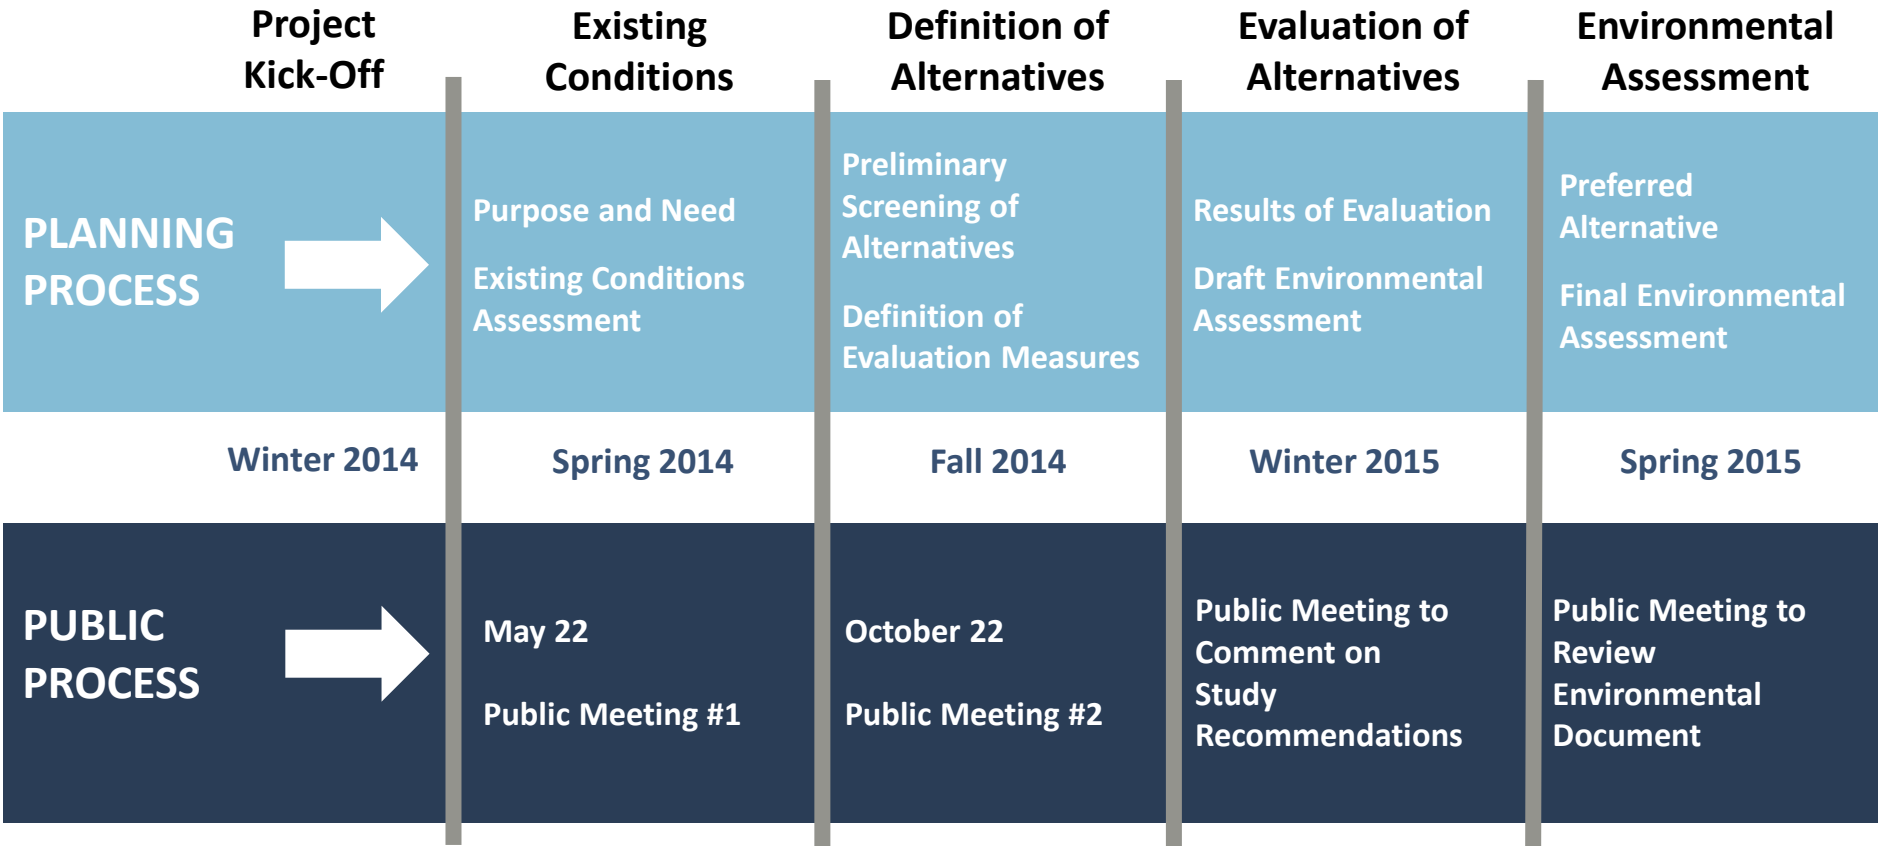 Project
Kick-Off
Existing
Conditions
Definition of
Alternatives
Evaluation of
Alternatives
Environmental
Assessment
PLANNING
PROCESS
Purpose and Need
Existing Conditions
Assessment
Preliminary
Screening of
Alternatives
Definition of
Evaluation Measures
Results of Evaluation
Draft Environmental
Assessment
Preferred
Alternative
Final Environmental
Assessment
Winter 2014
Spring 2014
Fall 2014
Winter 2015
Spring 2015
PUBLIC
PROCESS
May 22
Public Meeting #1
October 22
Public Meeting #2
Public Meeting to
Comment on
Study
Recommendations
Public Meeting to
Review
Environmental
Document